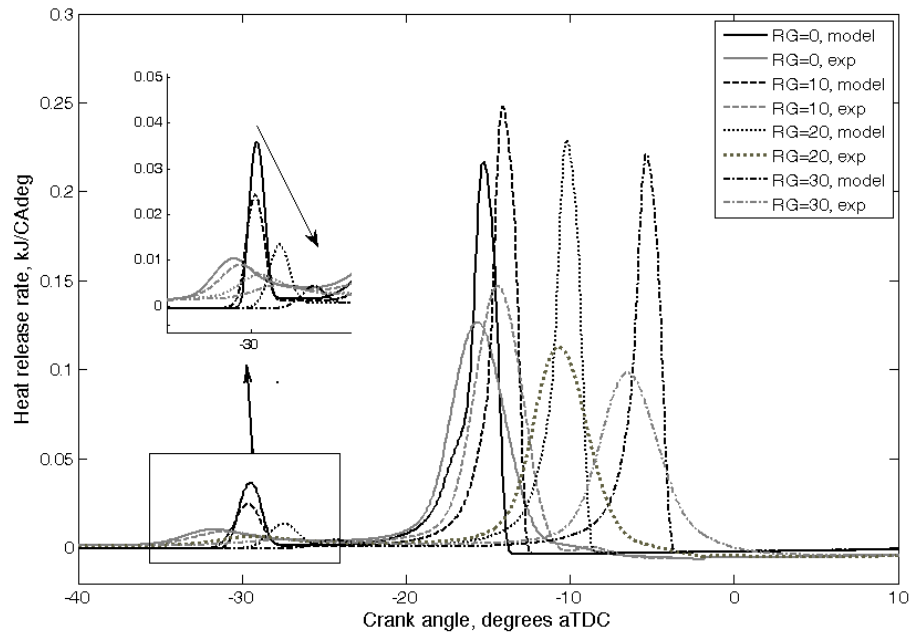 0.3
0.25
0.2
0.15
0.1
0.05
0
Heat release rate, kJ/CAdeg
-40
-30
-20
-10
0
10
Crank angle, degrees aTDC
0.05
0.04
0.03
0.02
0.01
0
-30
RG=0, model
RG=0, exp
RG=10, model
RG=10, exp
RG=20, model
RG=20, exp
RG=30, model
RG=30, exp